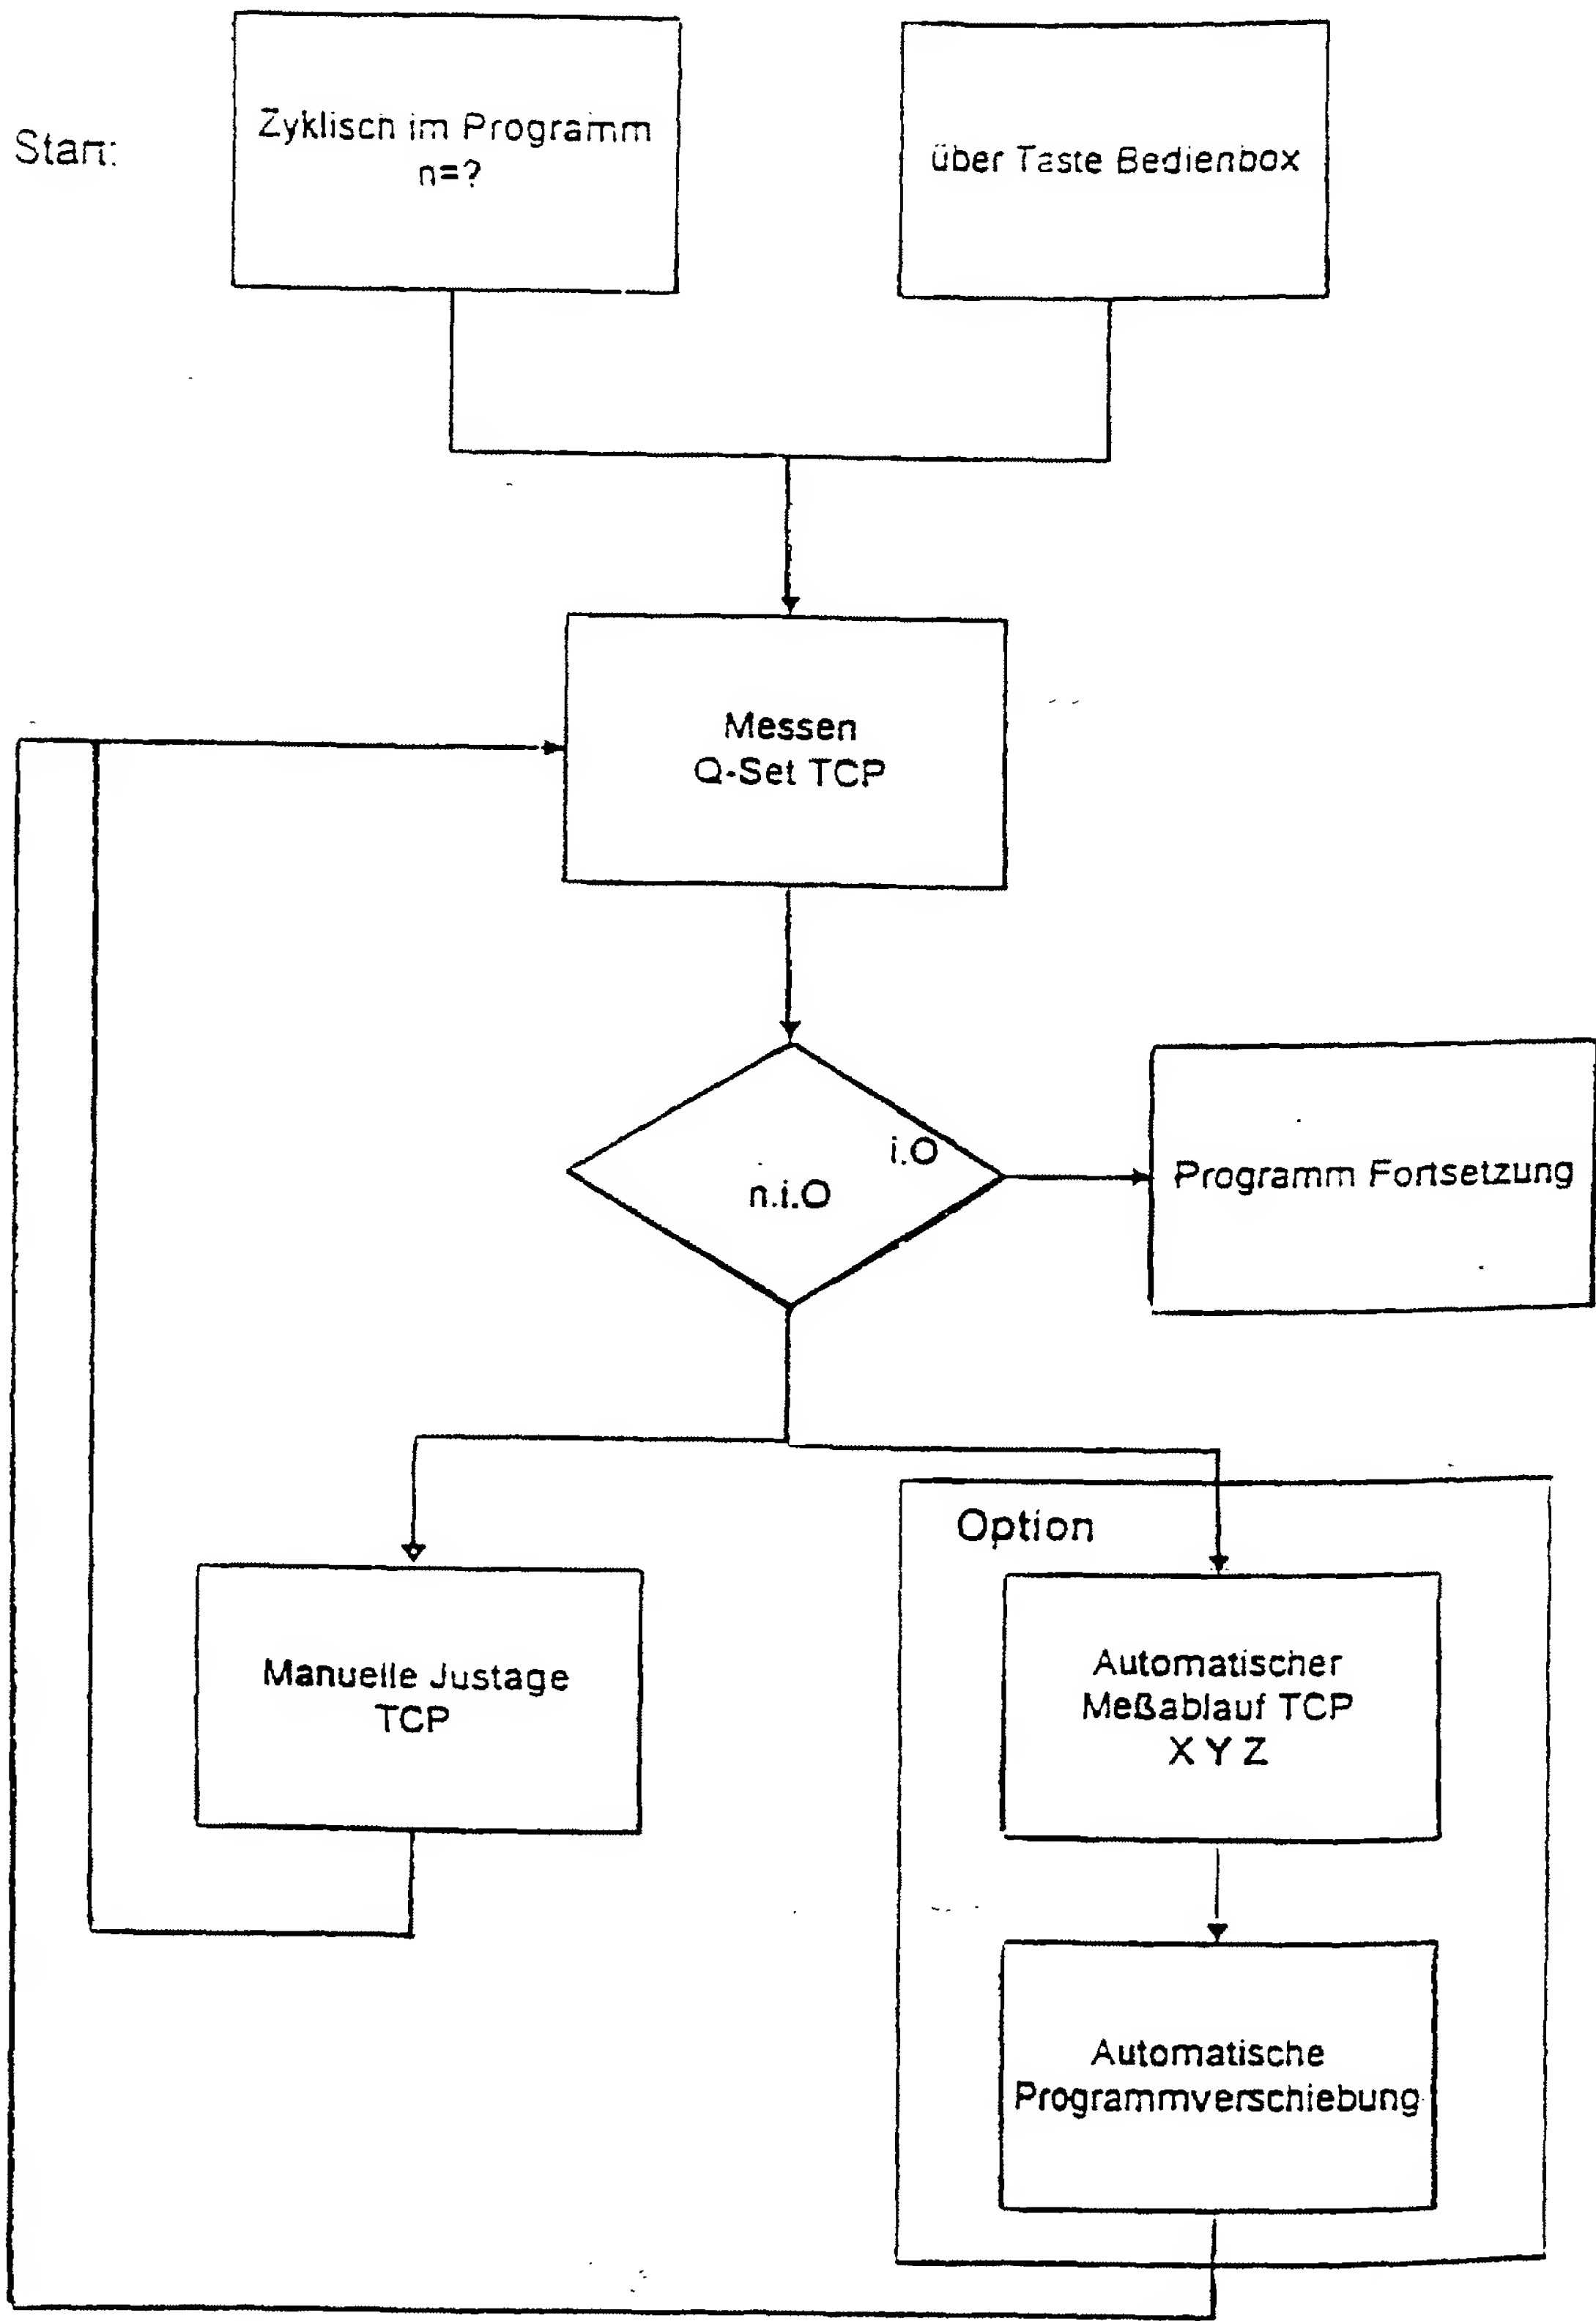 Start:
Zyklisch im Programm
n=?
über Taste Bedienbox
Messen
Q-Set TCP
i.O
n.i.O
Programm Fortsetzung
Option
Manuelle Justage
TCP
Automatischer
Meßablauf TCP
X Y Z
Automatische
Programmverschiebung